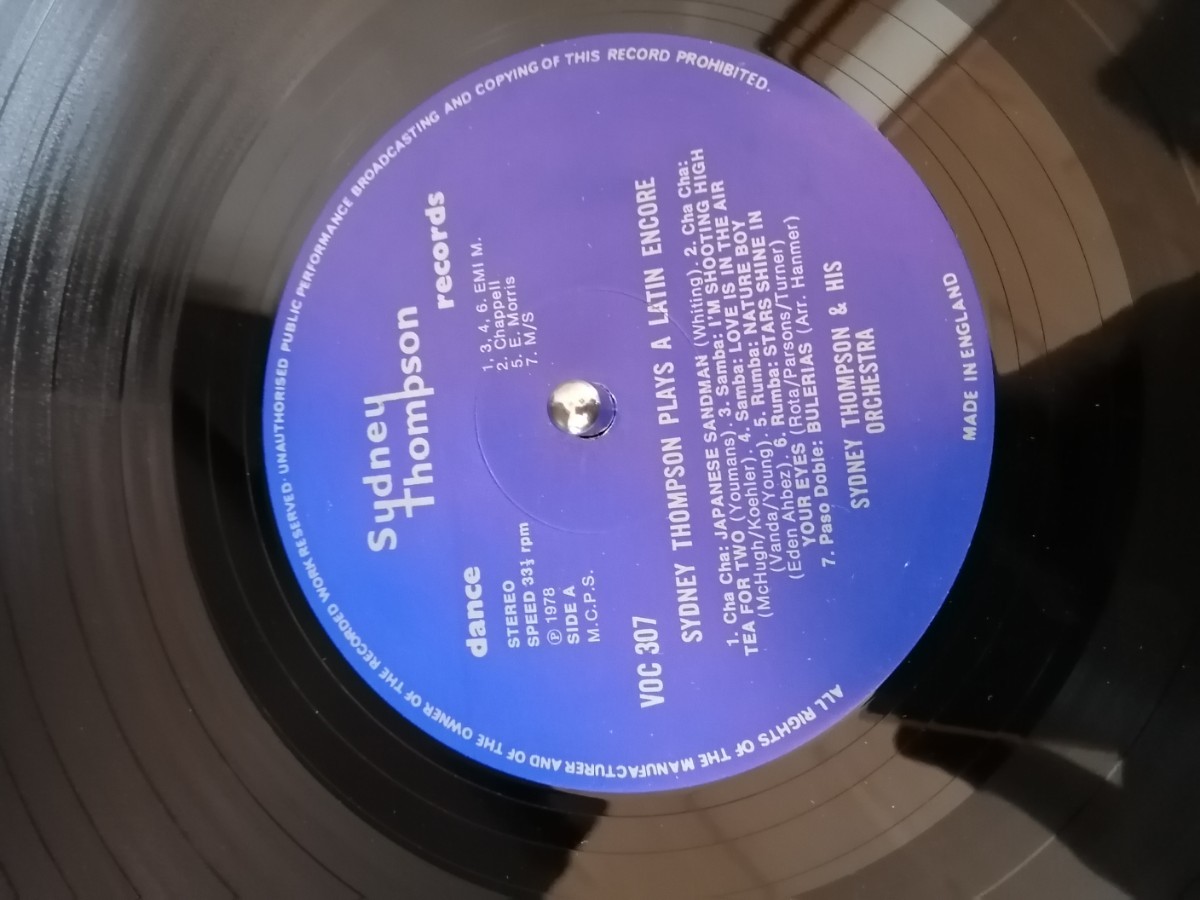 ALL RIGHTS OF THE MANUFACTURER AND OF THE OWNER OF THE RECORDED WORK RESERVED · UNAUTHORISED PUBLIC PERFORMANCE BROADCASTING AND COPYING OF THIS RECORD PROHIBITED.
Sydney
thompson
dance records
STEREO
SPEED 33⅓ rpm
℗ 1978
SIDE A
M.C.P.S.
1, 3, 4, 6. EMI M.
2. Chappell
5. E. Morris
7. M/S
VOC 307
SYDNEY THOMPSON PLAYS A LATIN ENCORE
1. Cha Cha: JAPANESE SANDMAN (Whiting). 2. Cha Cha:
TEA FOR TWO (Youmans). 3. Samba: I'M SHOOTING HIGH
(McHugh/Koehler). 4. Samba: LOVE IS IN THE AIR
(Vanda/Young). 5. Rumba: NATURE BOY
(Eden Ahbez). 6. Rumba: STARS SHINE IN
YOUR EYES (Rota/Parsons/Turner)
7. Paso Doble: BULERIAS (Arr. Hanmer)
SYDNEY THOMPSON & HIS
ORCHESTRA
MADE IN ENGLAND